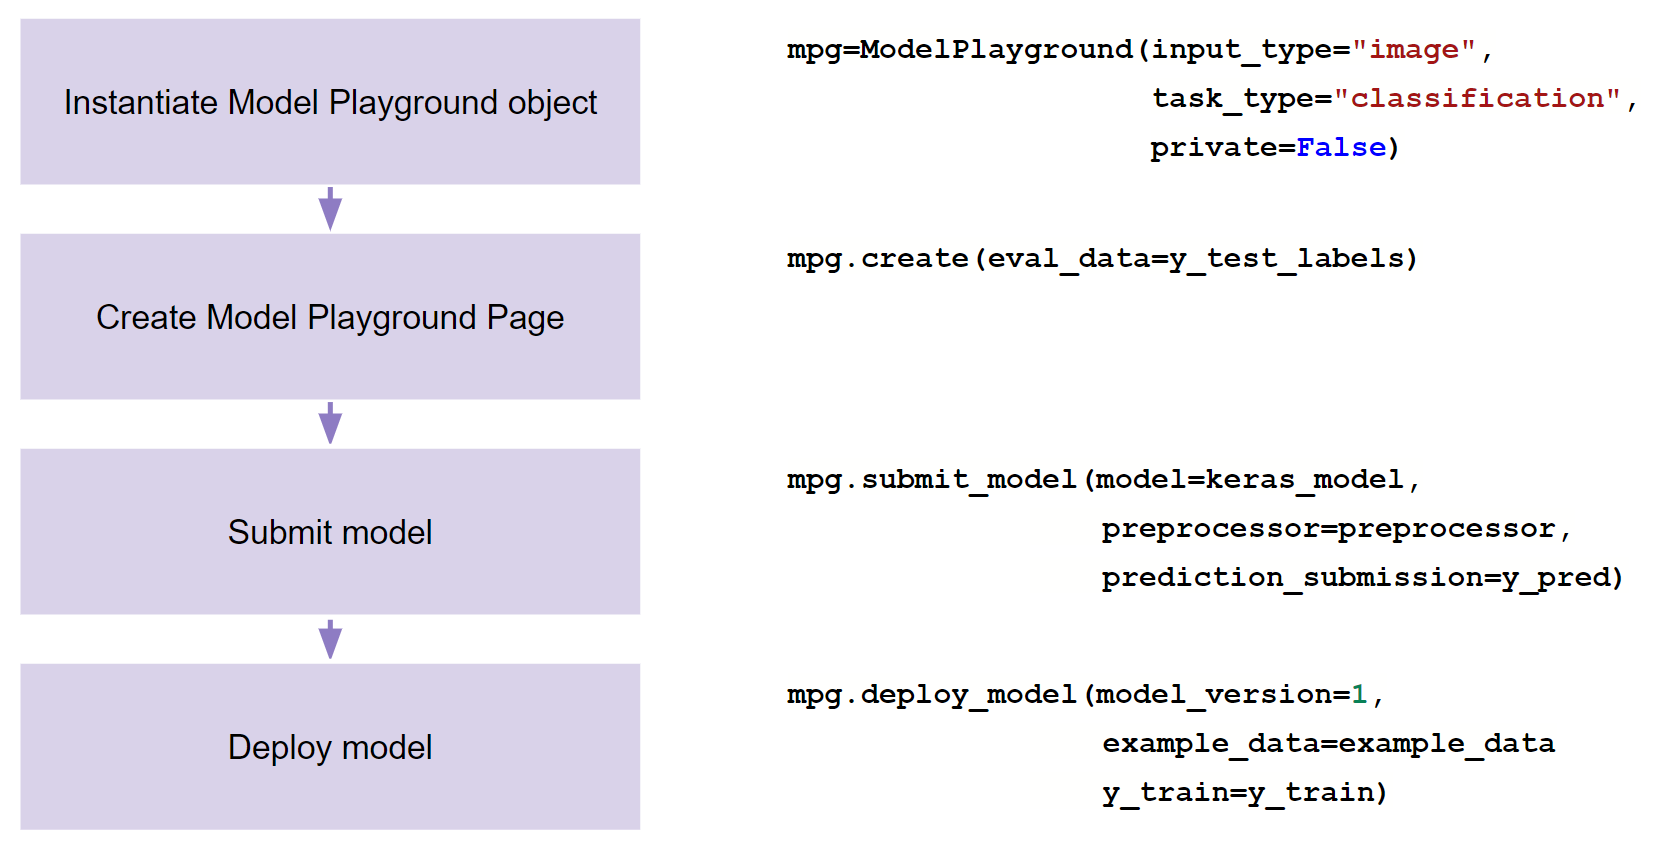 Instantiate Model Playground object
mpg=ModelPlayground(input_type="image",
task_type="classification",
private=False)
Create Model Playground Page
mpg.create(eval_data=y_test_labels)
Submit model
mpg.submit_model(model=keras_model,
preprocessor=preprocessor,
prediction_submission=y_pred)
Deploy model
mpg.deploy_model(model_version=1,
example_data=example_data
y_train=y_train)